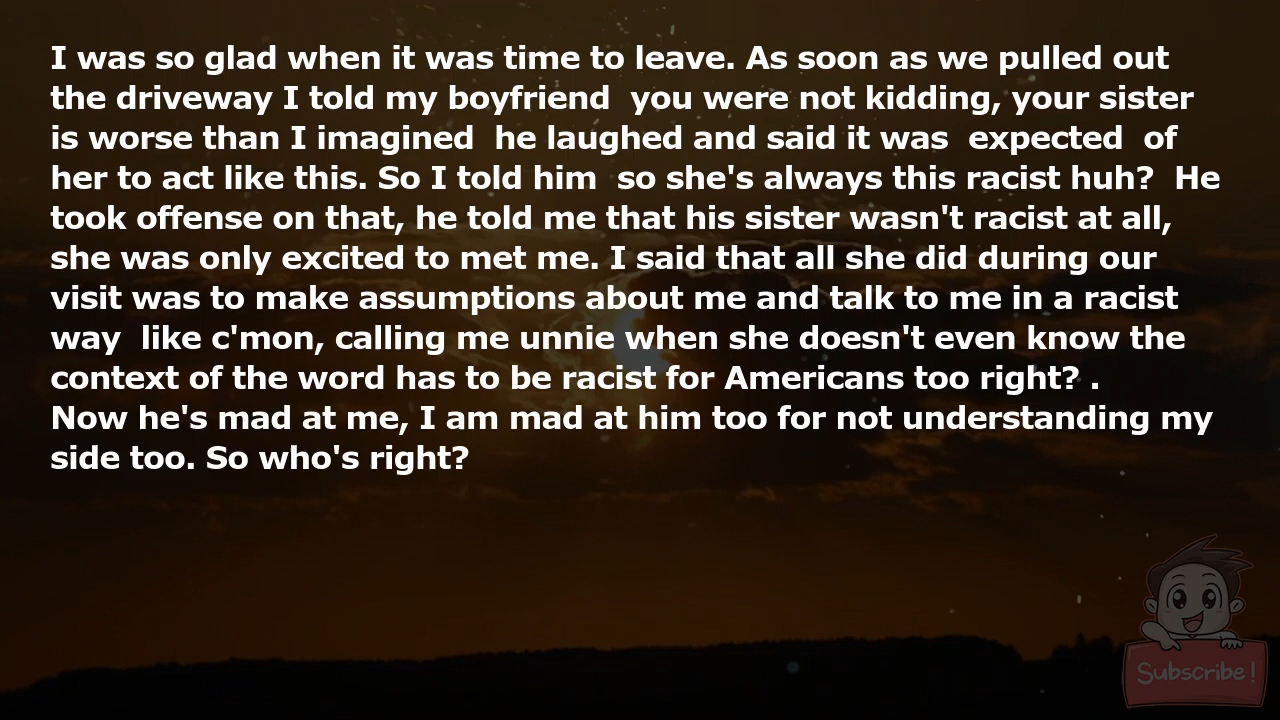 I was so glad when it was time to leave. As soon as we pulled out
the driveway I told my boyfriend  you were not kidding, your sister
is worse than I imagined  he laughed and said it was  expected  of
her to act like this. So I told him  so she's always this racist huh?  He
took offense on that, he told me that his sister wasn't racist at all,
she was only excited to met me. I said that all she did during our
visit was to make assumptions about me and talk to me in a racist
way  like c'mon, calling me unnie when she doesn't even know the
context of the word has to be racist for Americans too right? .
Now he's mad at me, I am mad at him too for not understanding my
side too. So who's right?
Subscribe!